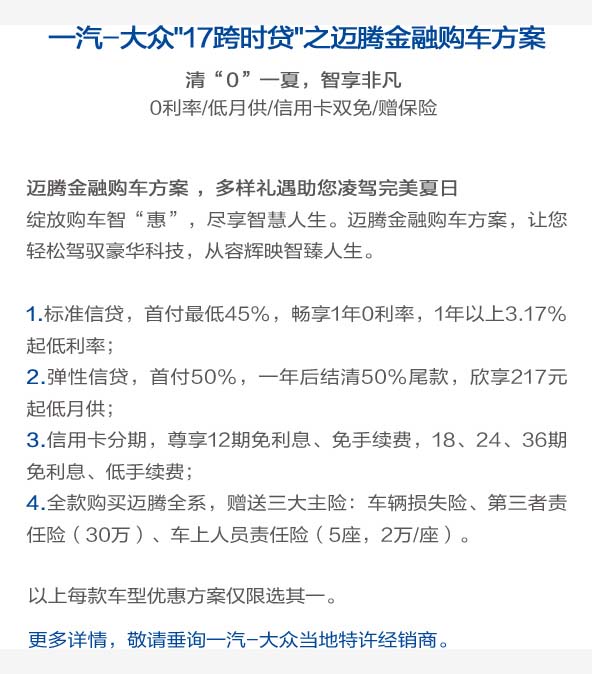 一汽-大众"17跨时贷"之迈腾金融购车方案
清“0”一夏，智享非凡
0利率/低月供/信用卡双免/赠保险
迈腾金融购车方案 ，多样礼遇助您凌驾完美夏日
绽放购车智“惠”，尽享智慧人生。迈腾金融购车方案，让您
轻松驾驭豪华科技，从容辉映智臻人生。
1.标准信贷，首付最低45%，畅享1年0利率，1年以上3.17%
起低利率；
2.弹性信贷，首付50%，一年后结清50%尾款，欣享217元
起低月供；
3.信用卡分期，尊享12期免利息、免手续费，18、24、36期
免利息、低手续费；
4.全款购买迈腾全系，赠送三大主险：车辆损失险、第三者责
任险（30万）、车上人员责任险（5座，2万/座）。
以上每款车型优惠方案仅限选其一。
更多详情，敬请垂询一汽-大众当地特许经销商。